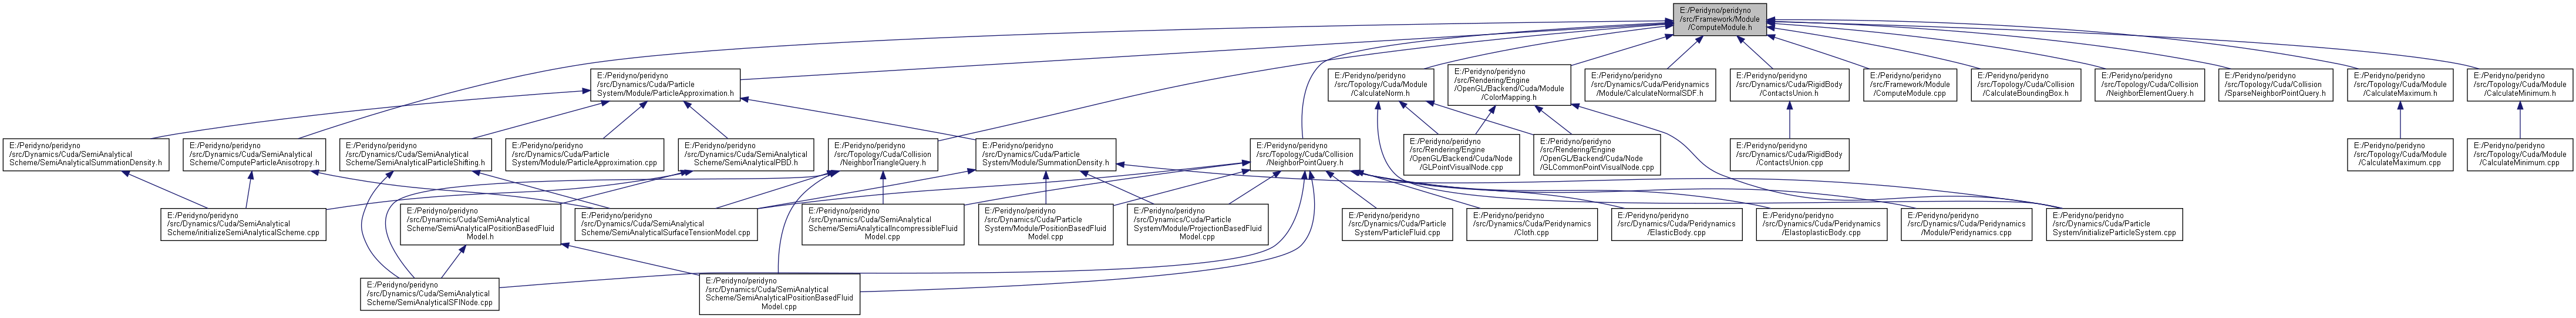 E:/Peridyno/peridyno
/src/Framework/Module
/ComputeModule.h
E:/Peridyno/peridyno
/src/Dynamics/Cuda/Particle
System/Module/ParticleApproximation.h
E:/Peridyno/peridyno
/src/Topology/Cuda/Module
/CalculateNorm.h
E:/Peridyno/peridyno
/src/Rendering/Engine
/OpenGL/Backend/Cuda/Module
/ColorMapping.h
E:/Peridyno/peridyno
/src/Dynamics/Cuda/Peridynamics
/Module/CalculateNormalSDF.h
E:/Peridyno/peridyno
/src/Dynamics/Cuda/RigidBody
/ContactsUnion.h
E:/Peridyno/peridyno
/src/Framework/Module
/ComputeModule.cpp
E:/Peridyno/peridyno
/src/Topology/Cuda/Collision
/CalculateBoundingBox.h
E:/Peridyno/peridyno
/src/Topology/Cuda/Collision
/NeighborElementQuery.h
E:/Peridyno/peridyno
/src/Topology/Cuda/Collision
/SparseNeighborPointQuery.h
E:/Peridyno/peridyno
/src/Topology/Cuda/Module
/CalculateMaximum.h
E:/Peridyno/peridyno
/src/Topology/Cuda/Module
/CalculateMinimum.h
E:/Peridyno/peridyno
/src/Dynamics/Cuda/SemiAnalytical
Scheme/SemiAnalyticalSummationDensity.h
E:/Peridyno/peridyno
/src/Dynamics/Cuda/SemiAnalytical
Scheme/ComputeParticleAnisotropy.h
E:/Peridyno/peridyno
/src/Dynamics/Cuda/SemiAnalytical
Scheme/SemiAnalyticalParticleShifting.h
E:/Peridyno/peridyno
/src/Dynamics/Cuda/Particle
System/Module/ParticleApproximation.cpp
E:/Peridyno/peridyno
/src/Dynamics/Cuda/SemiAnalytical
Scheme/SemiAnalyticalPBD.h
E:/Peridyno/peridyno
/src/Topology/Cuda/Collision
/NeighborTriangleQuery.h
E:/Peridyno/peridyno
/src/Dynamics/Cuda/Particle
System/Module/SummationDensity.h
E:/Peridyno/peridyno
/src/Topology/Cuda/Collision
/NeighborPointQuery.h
E:/Peridyno/peridyno
/src/Rendering/Engine
/OpenGL/Backend/Cuda/Node
/GLPointVisualNode.cpp
E:/Peridyno/peridyno
/src/Rendering/Engine
/OpenGL/Backend/Cuda/Node
/GLCommonPointVisualNode.cpp
E:/Peridyno/peridyno
/src/Dynamics/Cuda/RigidBody
/ContactsUnion.cpp
E:/Peridyno/peridyno
/src/Topology/Cuda/Module
/CalculateMaximum.cpp
E:/Peridyno/peridyno
/src/Topology/Cuda/Module
/CalculateMinimum.cpp
E:/Peridyno/peridyno
/src/Dynamics/Cuda/SemiAnalytical
Scheme/initializeSemiAnalyticalScheme.cpp
E:/Peridyno/peridyno
/src/Dynamics/Cuda/SemiAnalytical
Scheme/SemiAnalyticalPositionBasedFluid
Model.h
E:/Peridyno/peridyno
/src/Dynamics/Cuda/SemiAnalytical
Scheme/SemiAnalyticalSurfaceTensionModel.cpp
E:/Peridyno/peridyno
/src/Dynamics/Cuda/SemiAnalytical
Scheme/SemiAnalyticalIncompressibleFluid
Model.cpp
E:/Peridyno/peridyno
/src/Dynamics/Cuda/Particle
System/Module/PositionBasedFluid
Model.cpp
E:/Peridyno/peridyno
/src/Dynamics/Cuda/Particle
System/Module/ProjectionBasedFluid
Model.cpp
E:/Peridyno/peridyno
/src/Dynamics/Cuda/Particle
System/ParticleFluid.cpp
E:/Peridyno/peridyno
/src/Dynamics/Cuda/Peridynamics
/Cloth.cpp
E:/Peridyno/peridyno
/src/Dynamics/Cuda/Peridynamics
/ElasticBody.cpp
E:/Peridyno/peridyno
/src/Dynamics/Cuda/Peridynamics
/ElastoplasticBody.cpp
E:/Peridyno/peridyno
/src/Dynamics/Cuda/Peridynamics
/Module/Peridynamics.cpp
E:/Peridyno/peridyno
/src/Dynamics/Cuda/Particle
System/initializeParticleSystem.cpp
E:/Peridyno/peridyno
/src/Dynamics/Cuda/SemiAnalytical
Scheme/SemiAnalyticalSFINode.cpp
E:/Peridyno/peridyno
/src/Dynamics/Cuda/SemiAnalytical
Scheme/SemiAnalyticalPositionBasedFluid
Model.cpp